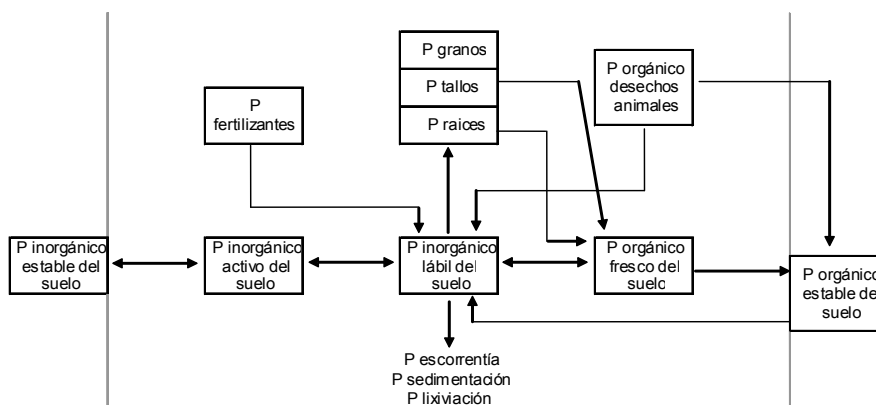 P granos
P tallos
P raices
P
fertilizantes
P orgánico
desechos
animales
P inorgánico
estable del
suelo
P inorgánico
activo del
suelo
P inorgánico
lábil del
suelo
P orgánico
fresco del
suelo
P orgánico
estable del
suelo
P escorrentía
P sedimentación
P lixiviación